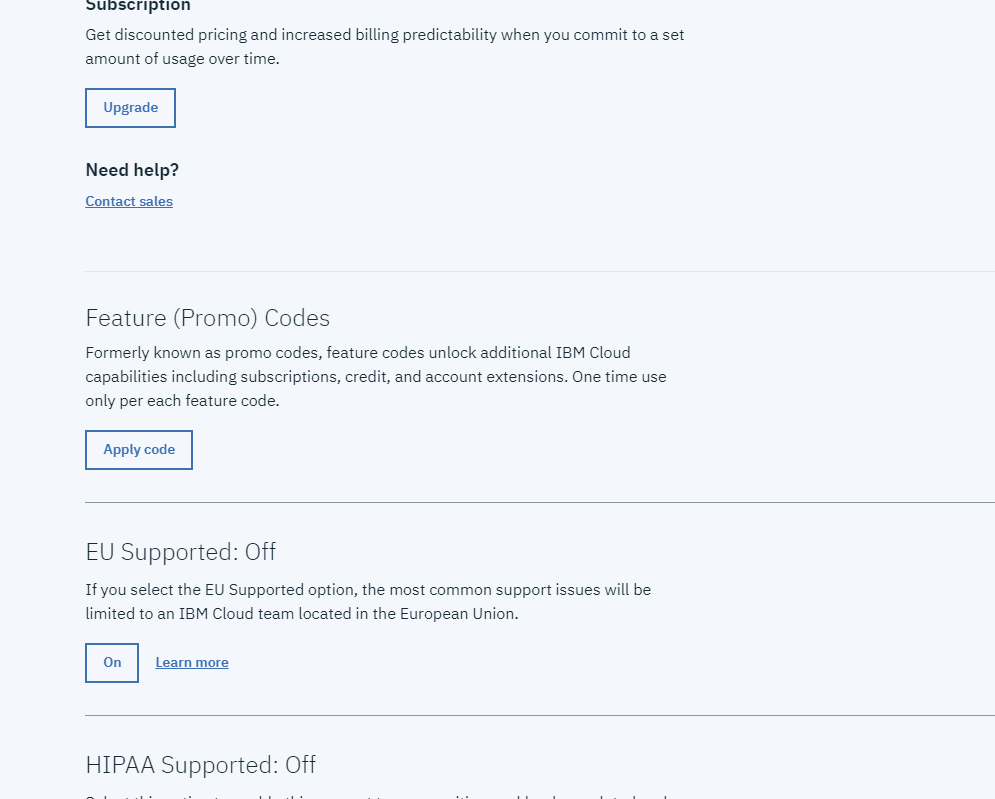 Subscription
Get discounted pricing and increased billing predictability when you commit to a set
amount of usage over time.
Upgrade
Need help?
Contact sales
Feature (Promo) Codes
Formerly known as promo codes, feature codes unlock additional IBM Cloud
capabilities including subscriptions, credit, and account extensions. One time use
only per each feature code.
Apply code
EU Supported: Off
If you select the EU Supported option, the most common support issues will be
limited to an IBM Cloud team located in the European Union.
On Learn more
HIPAA Supported: Off